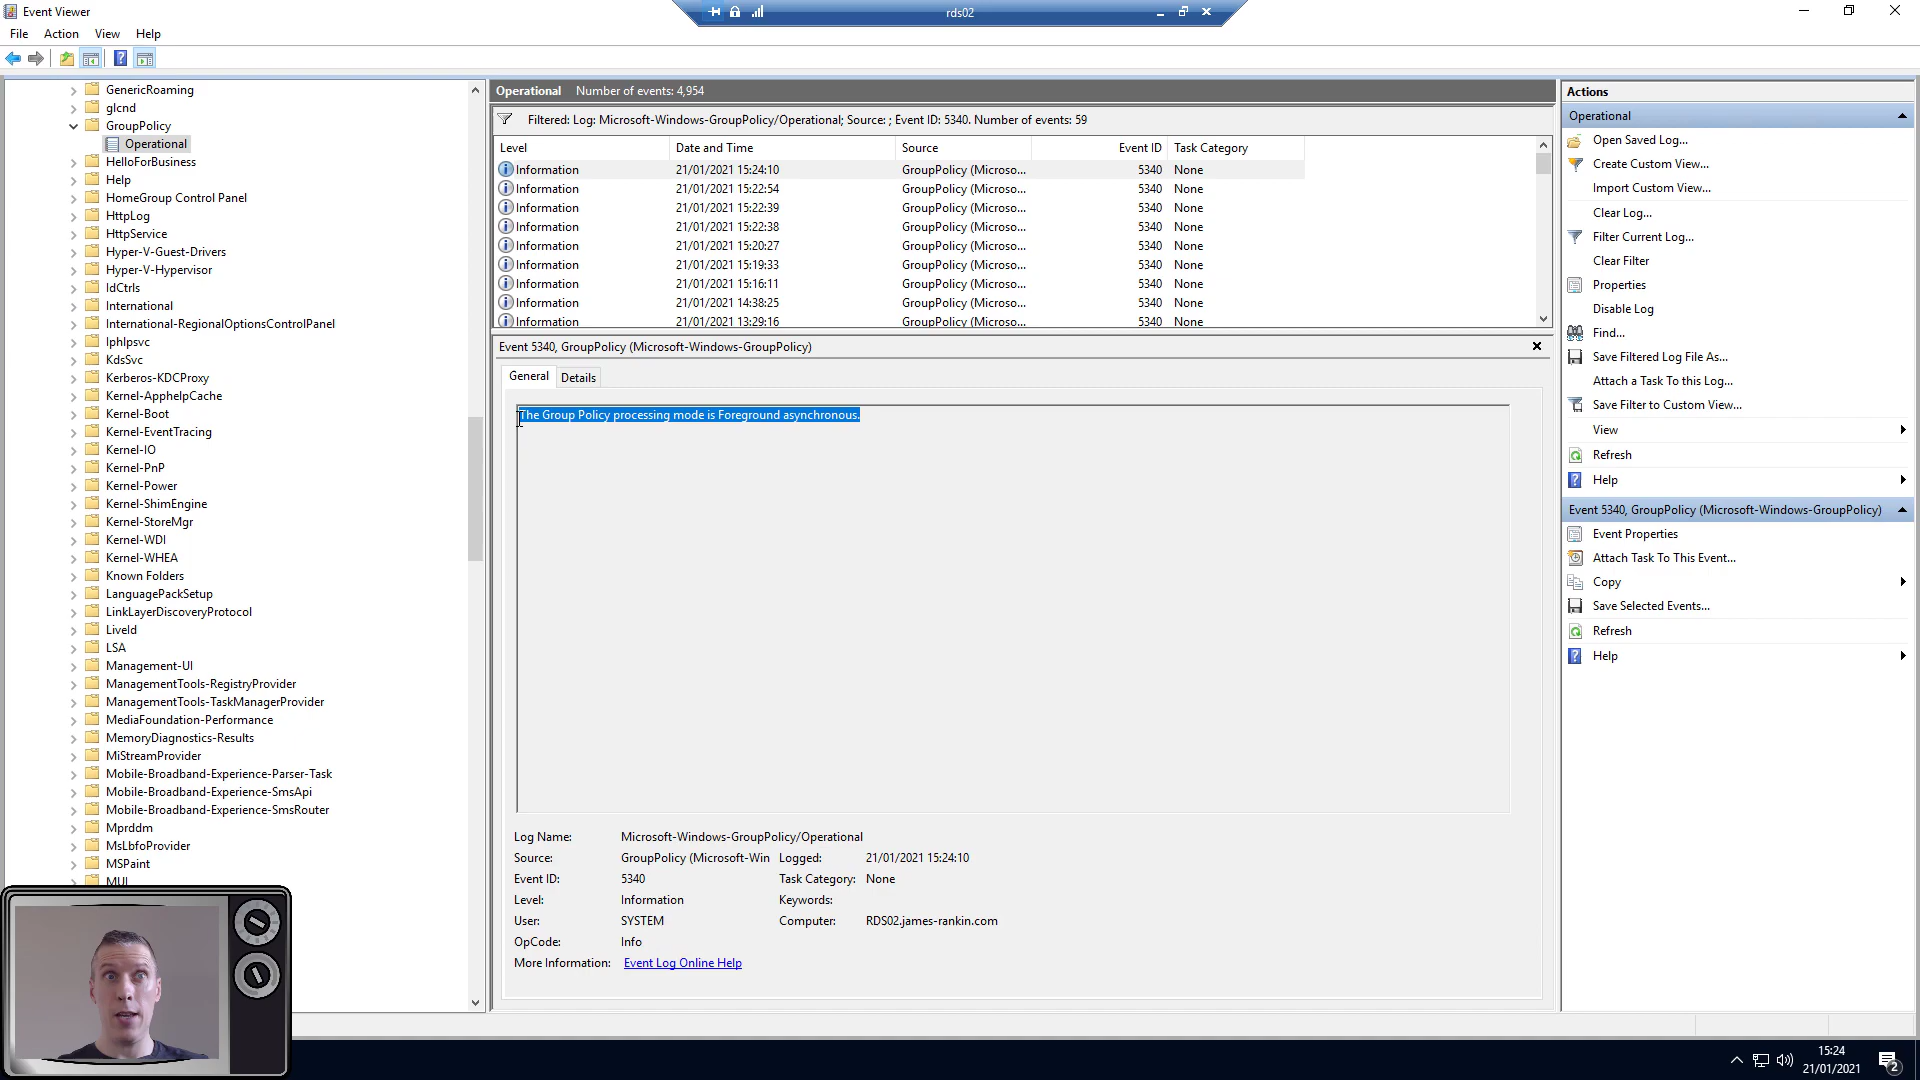 Event Viewer
rds02
File Action View Help
GenericRoaming
glcnd
GroupPolicy
Operational
HelloForBusiness
Help
HomeGroup Control Panel
HttpLog
HttpService
Hyper-V-Guest-Drivers
Hyper-V-Hypervisor
IdCtrls
International
International-RegionalOptionsControlPanel
Iphlpsvc
KdsSvc
Kerberos-KDCProxy
Kernel-ApphelpCache
Kernel-Boot
Kernel-EventTracing
Kernel-IO
Kernel-PnP
Kernel-Power
Kernel-ShimEngine
Kernel-StoreMgr
Kernel-WDI
Kernel-WHEA
Known Folders
LanguagePackSetup
LinkLayerDiscoveryProtocol
LiveId
LSA
Management-UI
ManagementTools-RegistryProvider
ManagementTools-TaskManagerProvider
MediaFoundation-Performance
MemoryDiagnostics-Results
MiStreamProvider
Mobile-Broadband-Experience-Parser-Task
Mobile-Broadband-Experience-SmsApi
Mobile-Broadband-Experience-SmsRouter
Mprddm
MsLbfoProvider
MSPaint
MUI
Operational Number of events: 4,954
Filtered: Log: Microsoft-Windows-GroupPolicy/Operational; Source: ; Event ID: 5340. Number of events: 59
Level Date and Time Source Event ID Task Category
Information 21/01/2021 15:24:10 GroupPolicy (Microso... 5340 None
Information 21/01/2021 15:22:54 GroupPolicy (Microso... 5340 None
Information 21/01/2021 15:22:39 GroupPolicy (Microso... 5340 None
Information 21/01/2021 15:22:38 GroupPolicy (Microso... 5340 None
Information 21/01/2021 15:20:27 GroupPolicy (Microso... 5340 None
Information 21/01/2021 15:19:33 GroupPolicy (Microso... 5340 None
Information 21/01/2021 15:16:11 GroupPolicy (Microso... 5340 None
Information 21/01/2021 14:38:25 GroupPolicy (Microso... 5340 None
Information 21/01/2021 13:29:16 GroupPolicy (Microso... 5340 None
Event 5340, GroupPolicy (Microsoft-Windows-GroupPolicy)
General Details
The Group Policy processing mode is Foreground asynchronous.
Log Name: Microsoft-Windows-GroupPolicy/Operational
Source: GroupPolicy (Microsoft-Win Logged: 21/01/2021 15:24:10
Event ID: 5340 Task Category: None
Level: Information Keywords:
User: SYSTEM Computer: RDS02.james-rankin.com
OpCode: Info
More Information: Event Log Online Help
Actions
Operational
Open Saved Log...
Create Custom View...
Import Custom View...
Clear Log...
Filter Current Log...
Clear Filter
Properties
Disable Log
Find...
Save Filtered Log File As...
Attach a Task To this Log...
Save Filter to Custom View...
View
Refresh
Help
Event 5340, GroupPolicy (Microsoft-Windows-GroupPolicy)
Event Properties
Attach Task To This Event...
Copy
Save Selected Events...
Refresh
Help
15:24
21/01/2021
2